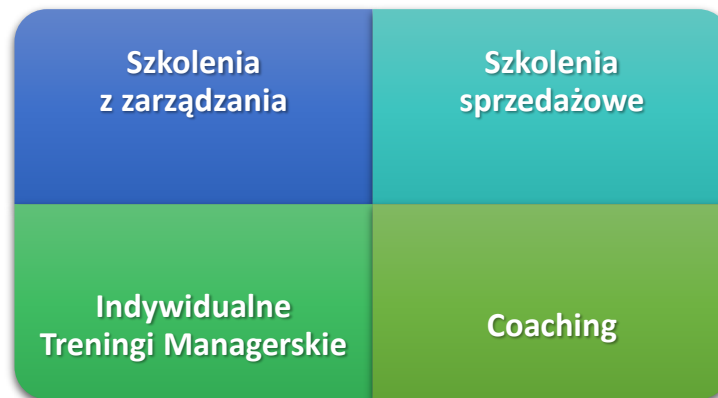 Szkolenia
z zarządzania
Szkolenia
sprzedażowe
Indywidualne
Treningi Managerskie
Coaching